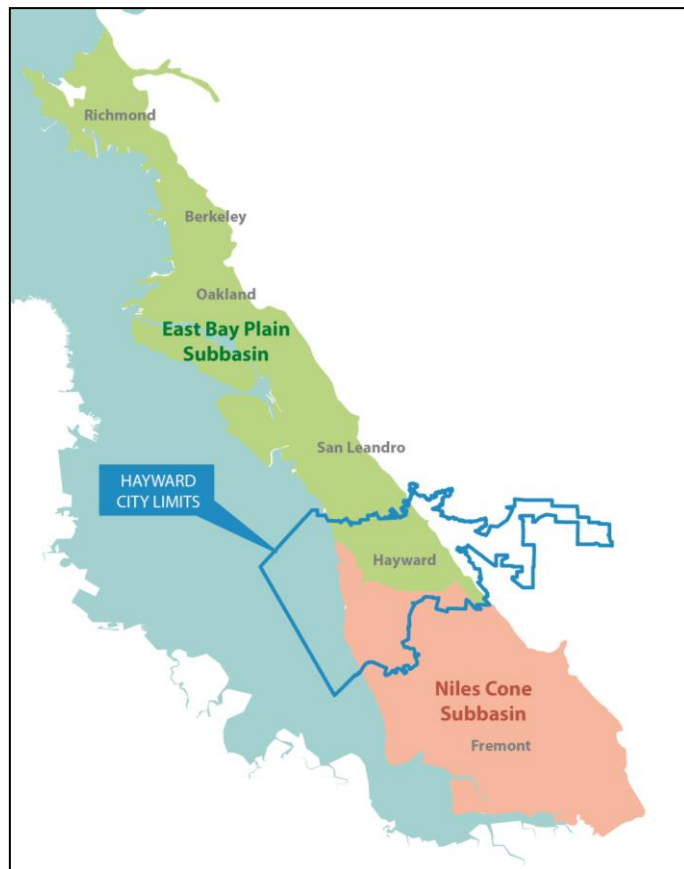 Richmond
Berkeley
Oakland
East Bay Plain
Subbasin
San Leandro
HAYWARD
CITY LIMITS
Hayward
Niles Cone
Subbasin
Fremont